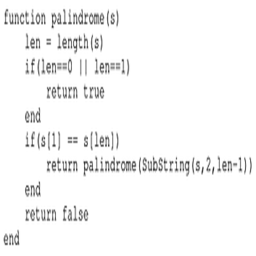 function palindrome(s)
    len = length(s)
    if(len==0 || len==1)
        return true
    end
    if(s[1] == s[len])
        return palindrome(SubString(s,2,len-1))
    end
    return false
end